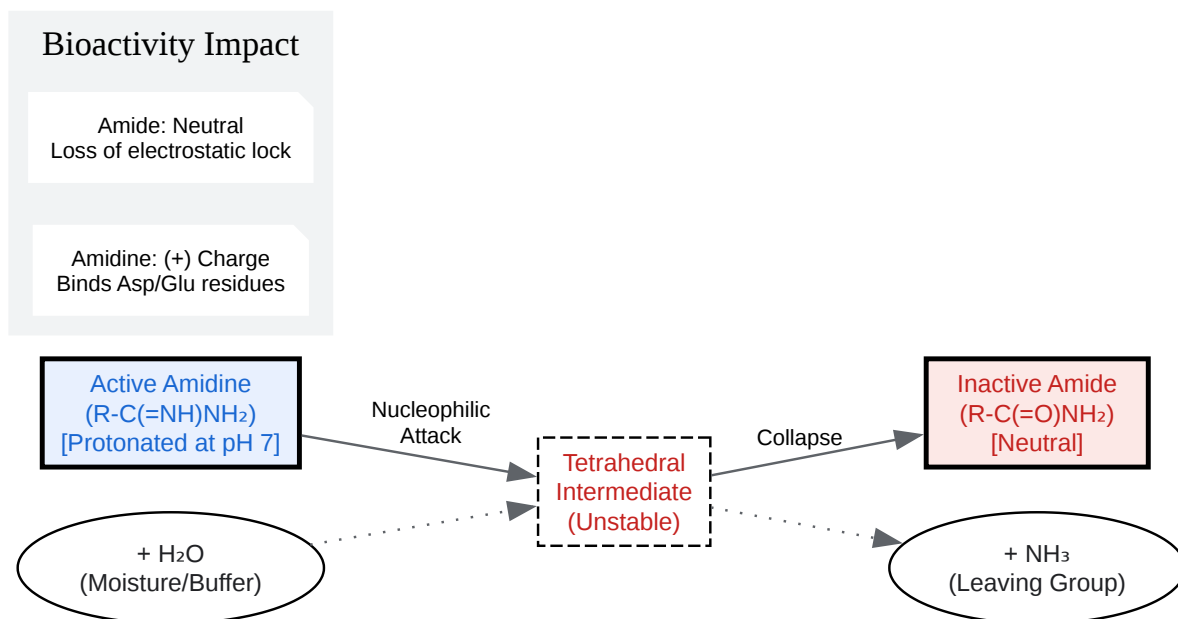 Bioactivity Impact
Amide: Neutral
Loss of electrostatic lock
Amidine: (+) Charge
Binds Asp/Glu residues
Active Amidine
(R-C(=NH)NH₂)
[Protonated at pH 7]
Nucleophilic
Attack
Tetrahedral
Intermediate
(Unstable)
Collapse
Inactive Amide
(R-C(=O)NH₂)
[Neutral]
+ H₂O
(Moisture/Buffer)
+ NH₃
(Leaving Group)